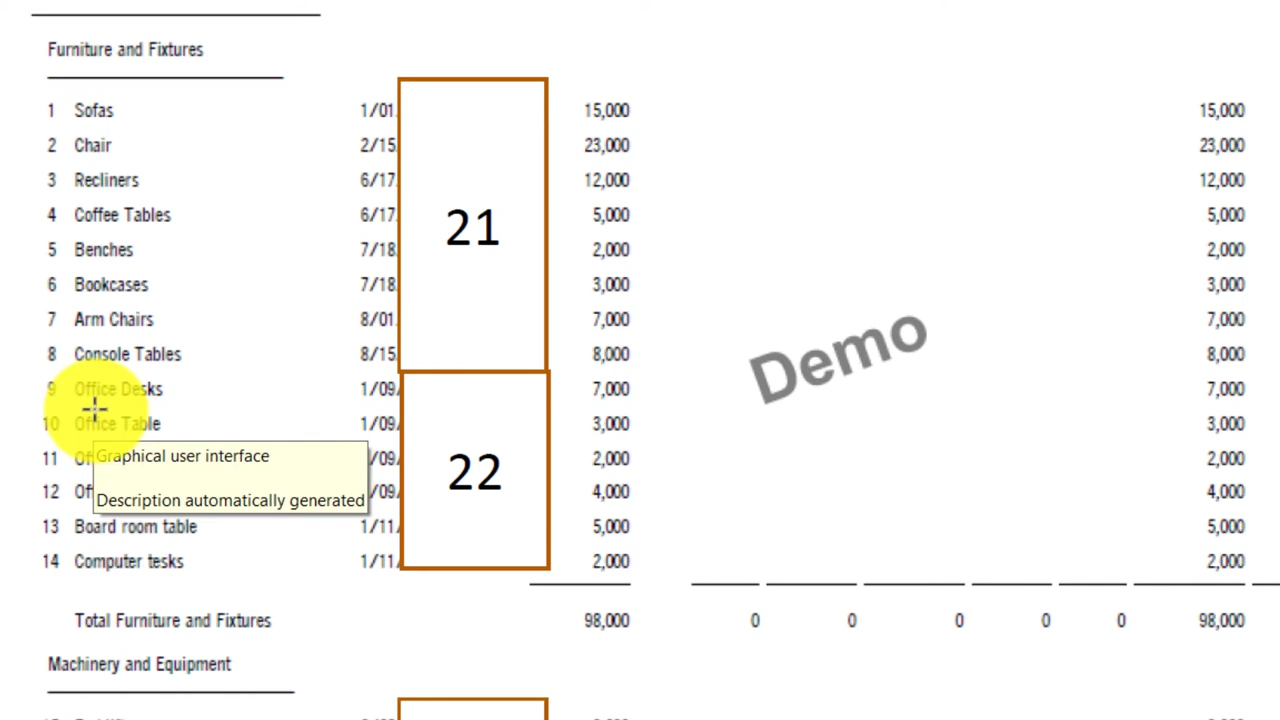 Furniture and Fixtures
1 Sofas 1/01 15,000 15,000
2 Chair 2/15 23,000 23,000
3 Recliners 6/17 12,000 12,000
21
4 Coffee Tables 6/17 5,000 5,000
5 Benches 7/18 2,000 2,000
6 Bookcases 7/18 3,000 3,000
7 Arm Chairs 8/01 7,000 7,000
Demo
8 Console Tables 8/15 8,000 8,000
9 Office Desks 1/09/ 7,000 7,000
10 Office Table 1/09/ 3,000 3,000
11 /09/ 2,000 2,000
Graphical user interface
22
12 /09/ 4,000 4,000
Description automatically generated
13 Board room table 1/11/ 5,000 5,000
14 Computer tesks 1/11/ 2,000 2,000
Total Furniture and Fixtures 98,000 0 0 0 0 0 98,000
Machinery and Equipment